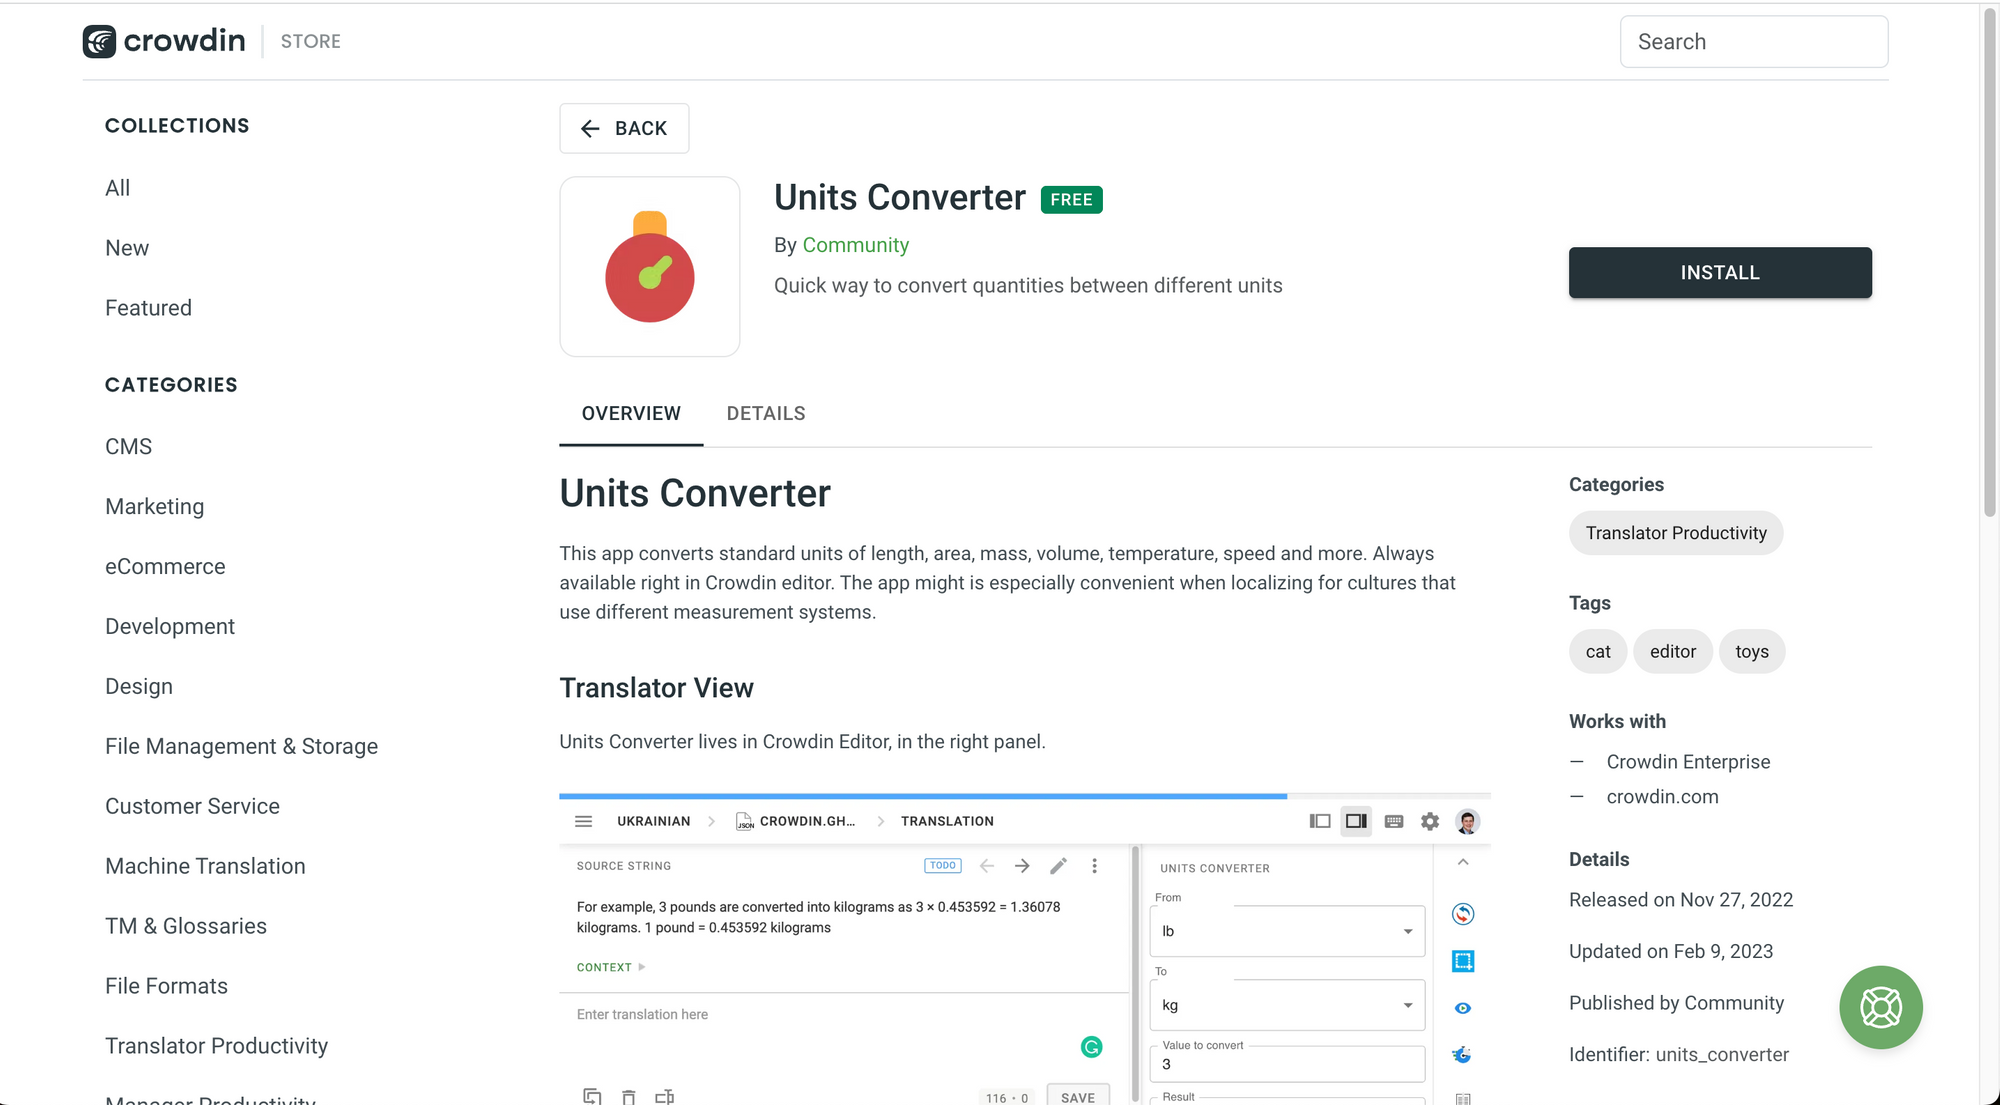 crowdin
STORE
Search
COLLECTIONS
All
New
Featured
CATEGORIES
CMS
Marketing
eCommerce
Development
Design
File Management & Storage
Customer Service
Machine Translation
TM & Glossaries
File Formats
Translator Productivity
Manager Productivity
BACK
Units Converter FREE
By Community
Quick way to convert quantities between different units
INSTALL
OVERVIEW DETAILS
Units Converter
This app converts standard units of length, area, mass, volume, temperature, speed and more. Always
available right in Crowdin editor. The app might is especially convenient when localizing for cultures that
use different measurement systems.
Translator View
Units Converter lives in Crowdin Editor, in the right panel.
UKRAINIAN JSON CROWDIN.GH... TRANSLATION
SOURCE STRING TODO
For example, 3 pounds are converted into kilograms as 3 × 0.453592 = 1.36078
kilograms. 1 pound = 0.453592 kilograms
CONTEXT
Enter translation here
116 • 0 SAVE
UNITS CONVERTER
From
lb
To
kg
Value to convert
3
Result
Categories
Translator Productivity
Tags
cat editor toys
Works with
— Crowdin Enterprise
— crowdin.com
Details
Released on Nov 27, 2022
Updated on Feb 9, 2023
Published by Community
Identifier: units_converter